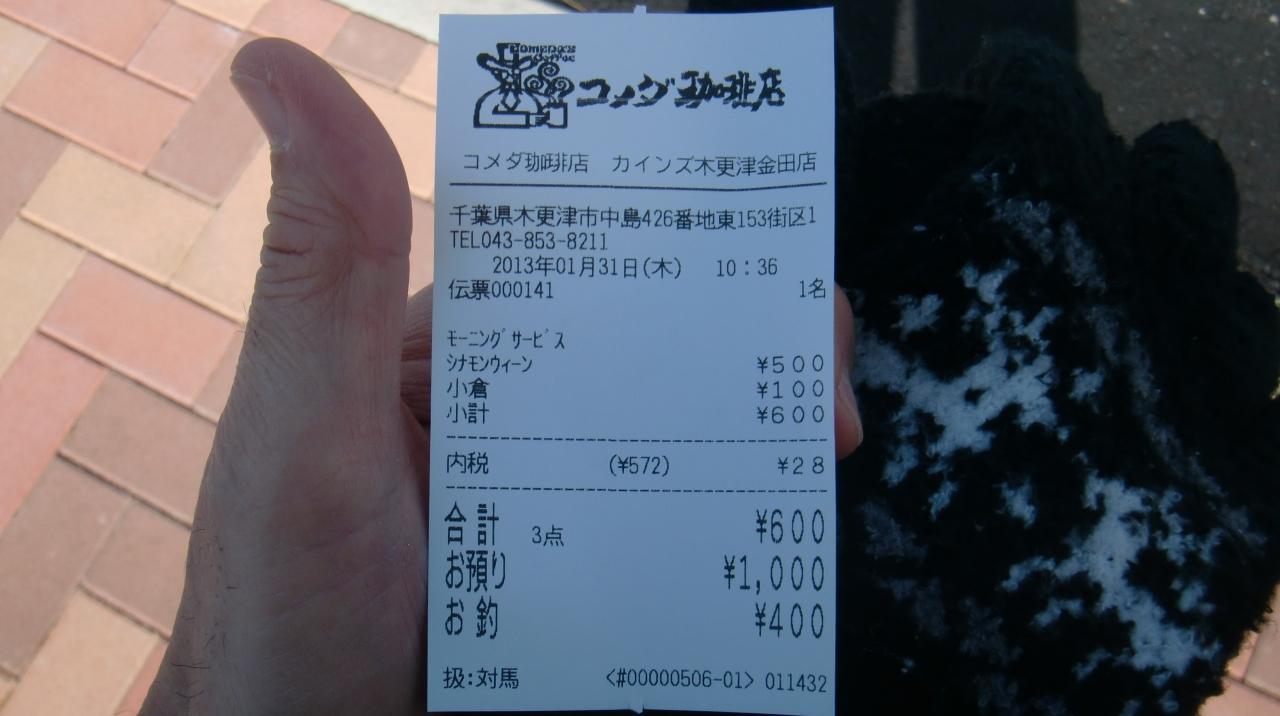 KOMEDA'S
Coffee
コメダ珈琲店
コメダ珈琲店 カインズ木更津金田店
千葉県木更津市中島426番地東153街区1
TEL043-853-8211
2013年01月31日(木) 10:36
伝票000141 1名
ﾓｰﾆﾝｸﾞｻｰﾋﾞｽ
ｼﾅﾓﾝｳｨｰﾝ ¥500
小倉 ¥100
小計 ¥600
内税 (¥572) ¥28
合計 3点 ¥600
お預り ¥1,000
お釣 ¥400
扱:対馬 <#00000506-01> 011432